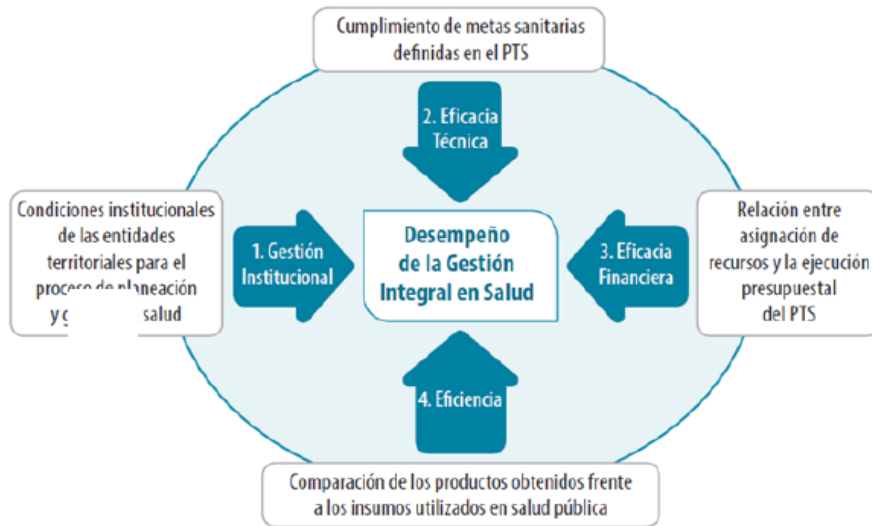 Cumplimiento de metas sanitarias
definidas en el PTS
2. Eficacia
Técnica
Condiciones institucionales
de las entidades
territoriales para el
proceso de planeación
y salud
1. Gestión
Institucional
Desempeño
de la Gestión
Integral en Salud
3. Eficacia
Financiera
Relación entre
asignación de
recursos y la ejecución
presupuestal
del PTS
4. Eficiencia
Comparación de los productos obtenidos frente
a los insumos utilizados en salud pública